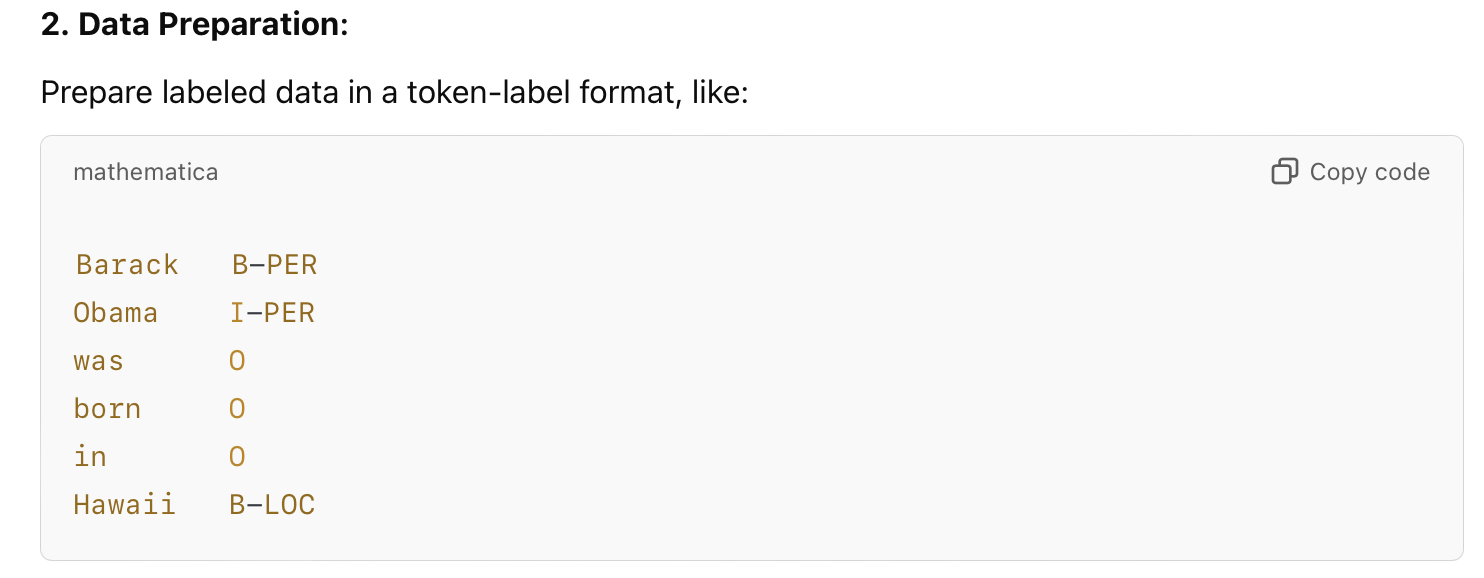 2. Data Preparation:
Prepare labeled data in a token-label format, like:
mathematica Copy code
Barack B-PER
Obama I-PER
was O
born O
in O
Hawaii B-LOC